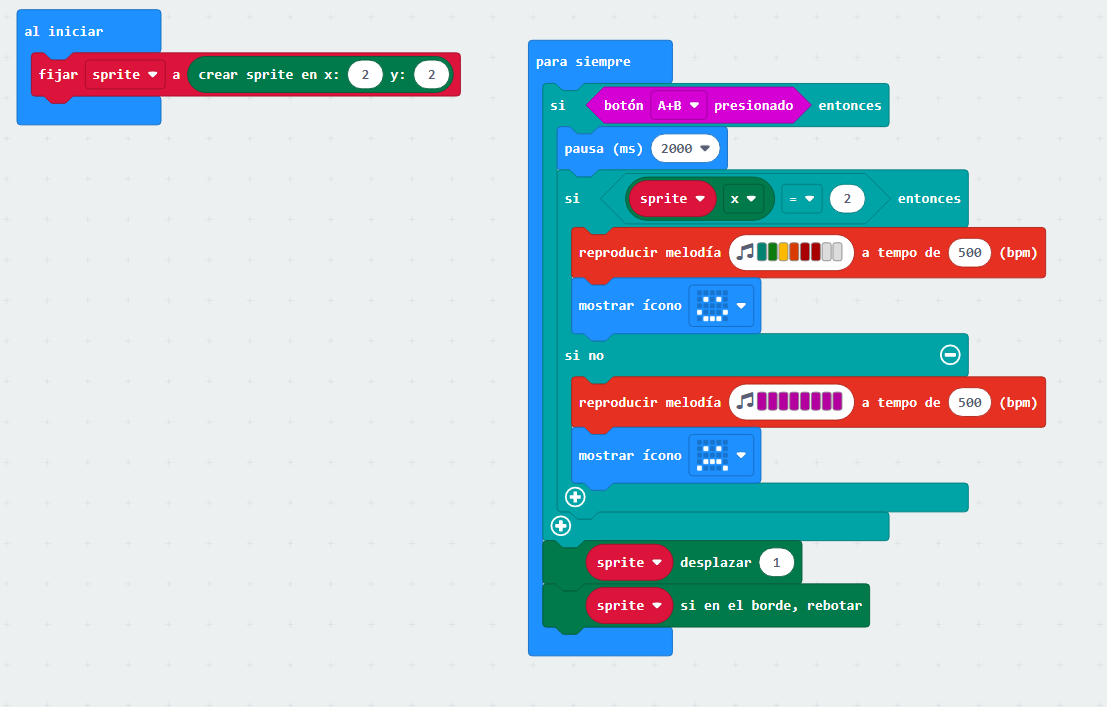 al iniciar
fijar sprite a crear sprite en x: 2 y: 2
para siempre
si botón A+B presionado entonces
pausa (ms) 2000
si sprite x = 2 entonces
reproducir melodía a tempo de 500 (bpm)
mostrar ícono
si no
reproducir melodía a tempo de 500 (bpm)
mostrar ícono
sprite desplazar 1
sprite si en el borde, rebotar